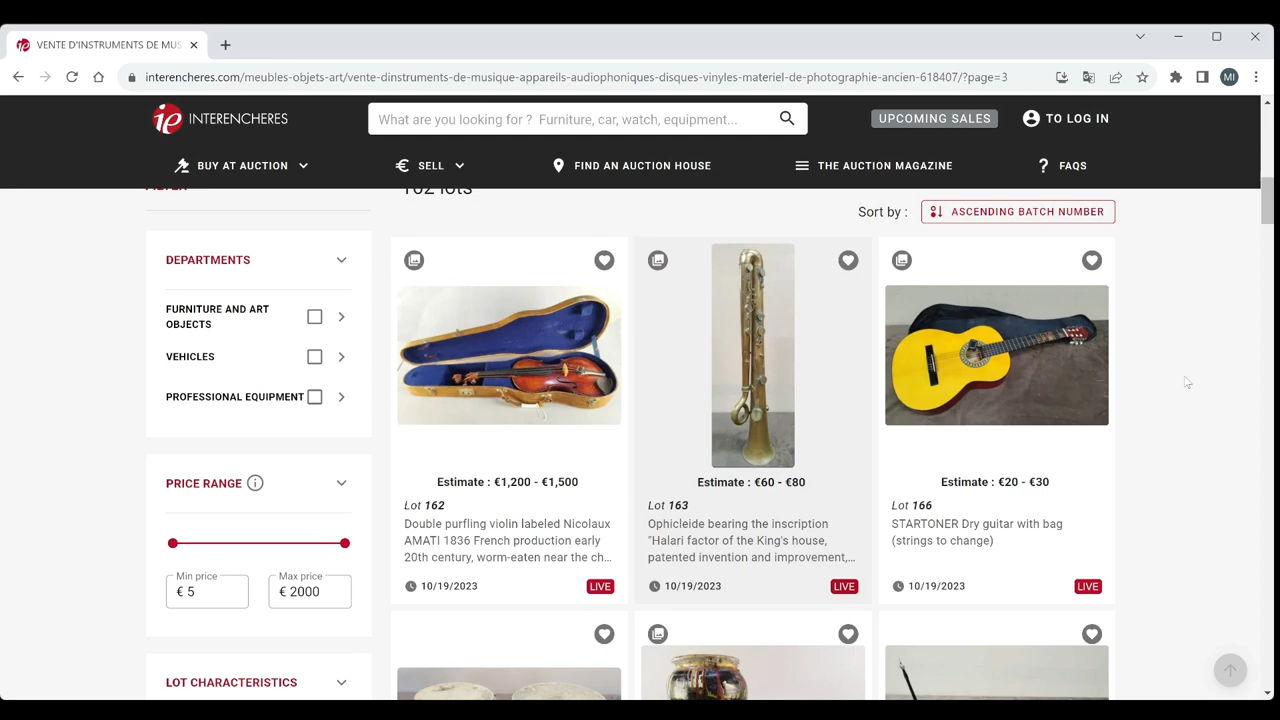 VENTE D'INSTRUMENTS DE MUS
interencheres.com/meubles-objets-art/vente-dinstruments-de-musique-appareils-audiophoniques-disques-vinyles-materiel-de-photographie-ancien-618407/?page=3
MI
ie INTERENCHERES
What are you looking for ? Furniture, car, watch, equipment...
UPCOMING SALES
TO LOG IN
BUY AT AUCTION
€ SELL
FIND AN AUCTION HOUSE
THE AUCTION MAGAZINE
? FAQS
FILTER
162 lots
Sort by :
ASCENDING BATCH NUMBER
DEPARTMENTS
FURNITURE AND ART
OBJECTS
VEHICLES
PROFESSIONAL EQUIPMENT
PRICE RANGE
Min price
€ 5
Max price
€ 2000
LOT CHARACTERISTICS
Estimate : €1,200 - €1,500
Lot 162
Double purfling violin labeled Nicolaux
AMATI 1836 French production early
20th century, worm-eaten near the ch...
10/19/2023
LIVE
Estimate : €60 - €80
Lot 163
Ophicleide bearing the inscription
"Halari factor of the King's house,
patented invention and improvement,...
10/19/2023
LIVE
Estimate : €20 - €30
Lot 166
STARTONER Dry guitar with bag
(strings to change)
10/19/2023
LIVE